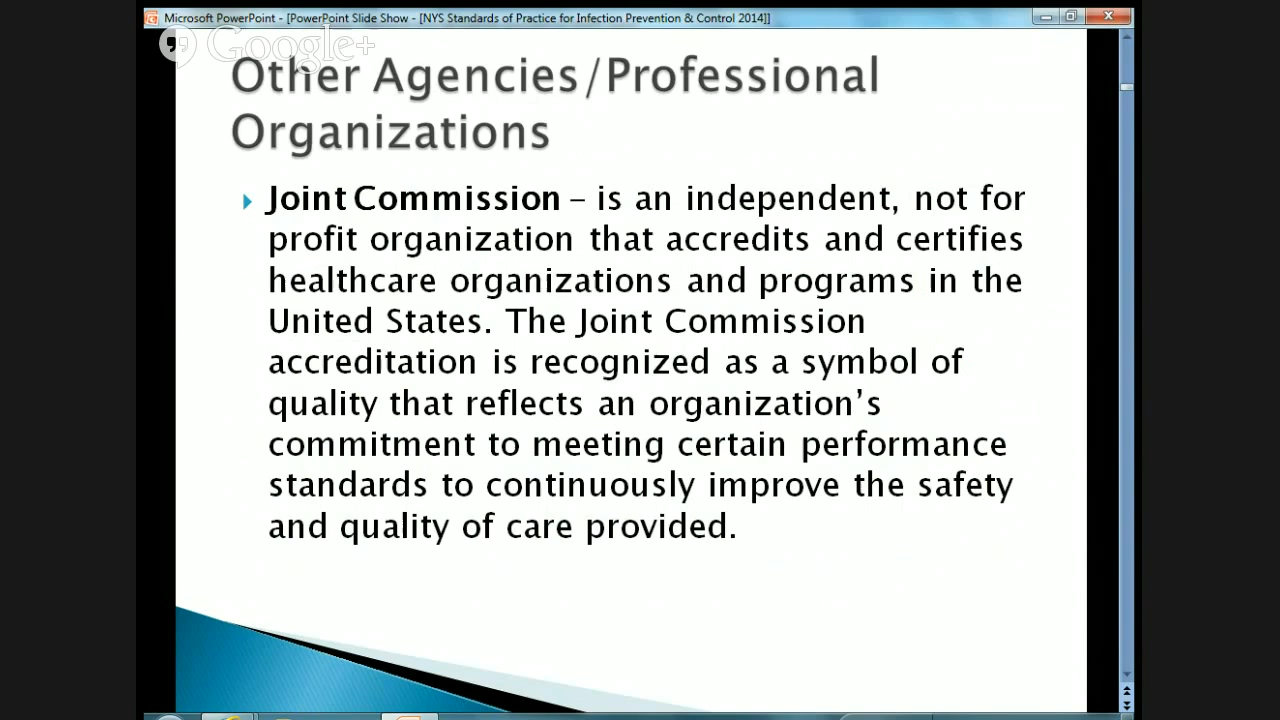 Microsoft PowerPoint - [PowerPoint Slide Show - [NYS Standards of Practice for Infection Prevention & Control 2014]]
Google+
Other Agencies/Professional
Organizations
Joint Commission – is an independent, not for
profit organization that accredits and certifies
healthcare organizations and programs in the
United States. The Joint Commission
accreditation is recognized as a symbol of
quality that reflects an organization's
commitment to meeting certain performance
standards to continuously improve the safety
and quality of care provided.